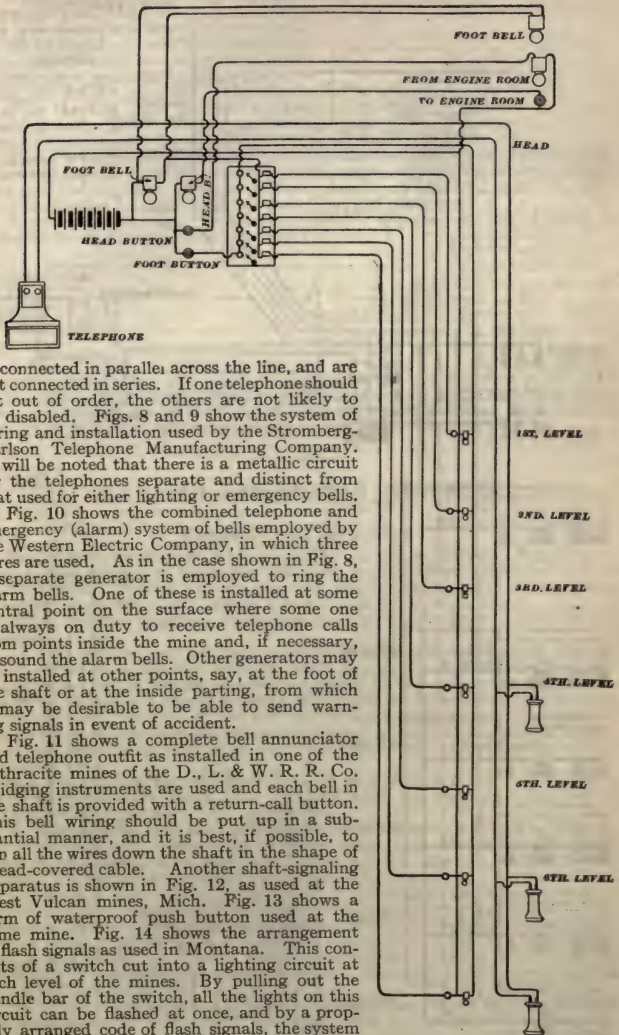 FOOT BELL
FROM ENGINE ROOM
TO ENGINE ROOM
HEAD
FOOT BELL
HEAD B.
HEAD BUTTON
FOOT BUTTON
TELEPHONE
1ST. LEVEL
2ND. LEVEL
3RD. LEVEL
4TH. LEVEL
5TH. LEVEL
6TH. LEVEL
connected in parallel across the line, and are
t connected in series. If one telephone should
out of order, the others are not likely to
disabled. Figs. 8 and 9 show the system of
ring and installation used by the Stromberg-
rlson Telephone Manufacturing Company.
will be noted that there is a metallic circuit
the telephones separate and distinct from
at used for either lighting or emergency bells.
Fig. 10 shows the combined telephone and
ergency (alarm) system of bells employed by
e Western Electric Company, in which three
res are used. As in the case shown in Fig. 8,
separate generator is employed to ring the
arm bells. One of these is installed at some
ntral point on the surface where some one
always on duty to receive telephone calls
om points inside the mine and, if necessary,
sound the alarm bells. Other generators may
installed at other points, say, at the foot of
e shaft or at the inside parting, from which
may be desirable to be able to send warn-
g signals in event of accident.
Fig. 11 shows a complete bell annunciator
d telephone outfit as installed in one of the
thracite mines of the D., L. & W. R. R. Co.
idging instruments are used and each bell in
e shaft is provided with a return-call button.
is bell wiring should be put up in a sub-
antial manner, and it is best, if possible, to
n all the wires down the shaft in the shape of
ead-covered cable. Another shaft-signaling
paratus is shown in Fig. 12, as used at the
est Vulcan mines, Mich. Fig. 13 shows a
rm of waterproof push button used at the
me mine. Fig. 14 shows the arrangement
flash signals as used in Montana. This con-
ts of a switch cut into a lighting circuit at
ch level of the mines. By pulling out the
ndle bar of the switch, all the lights on this
cuit can be flashed at once, and by a prop-
ly arranged code of flash signals, the system